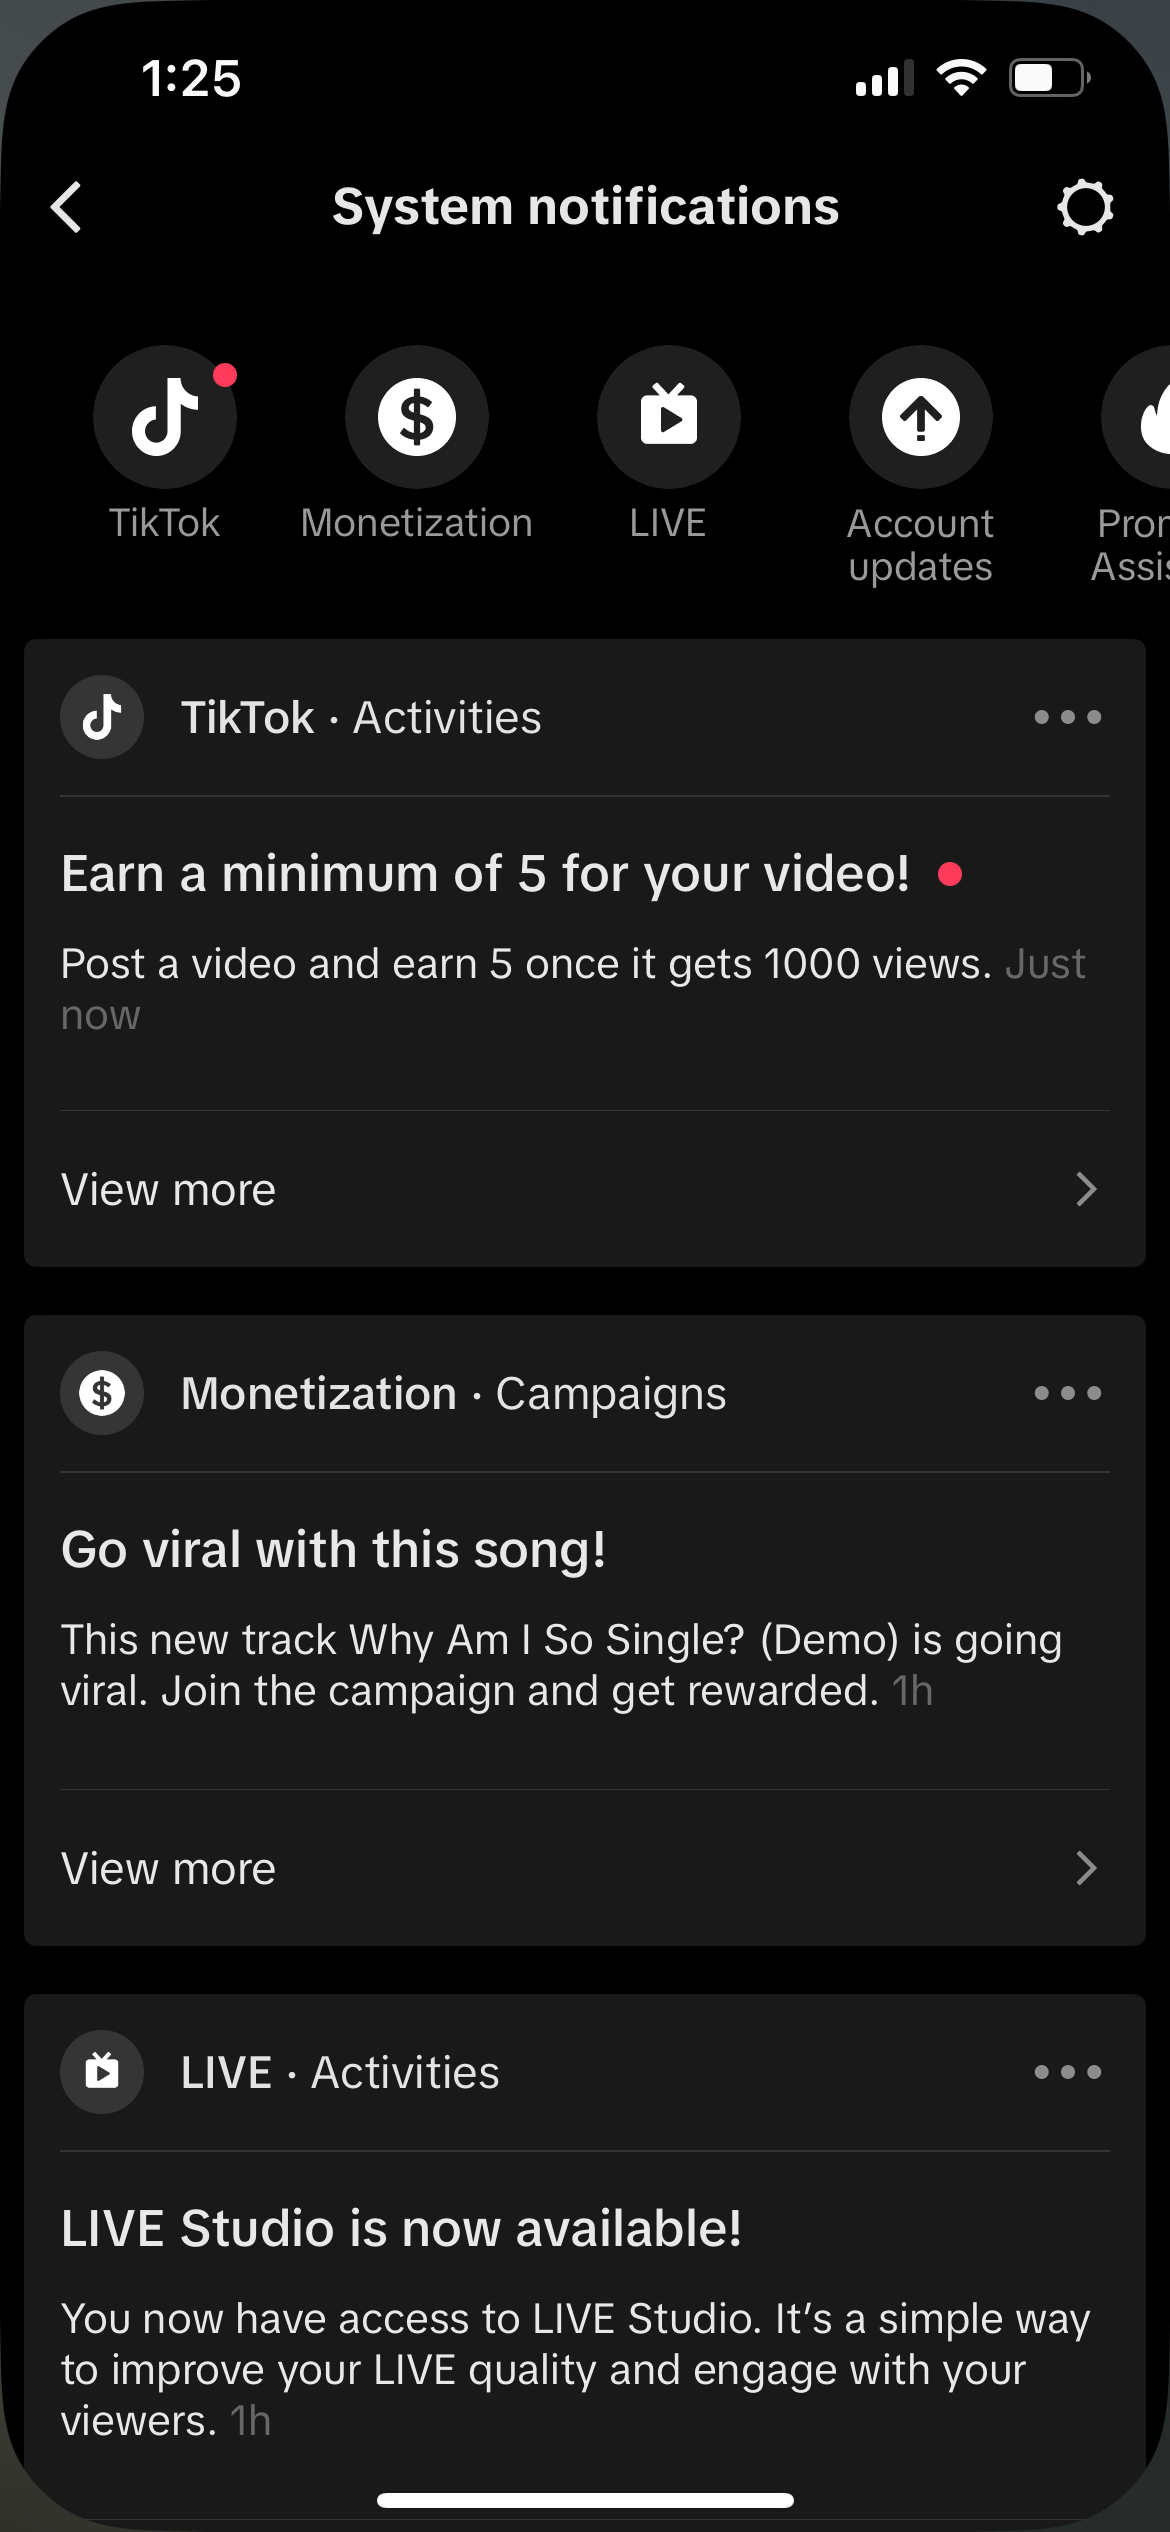 1:25
System notifications
TikTok
Monetization
LIVE
Account
updates
TikTok · Activities
Earn a minimum of 5 for your video!
Post a video and earn 5 once it gets 1000 views. Just
now
View more
Monetization · Campaigns
Go viral with this song!
This new track Why Am I So Single? (Demo) is going
viral. Join the campaign and get rewarded. 1h
View more
LIVE · Activities
LIVE Studio is now available!
You now have access to LIVE Studio. It’s a simple way
to improve your LIVE quality and engage with your
viewers. 1h